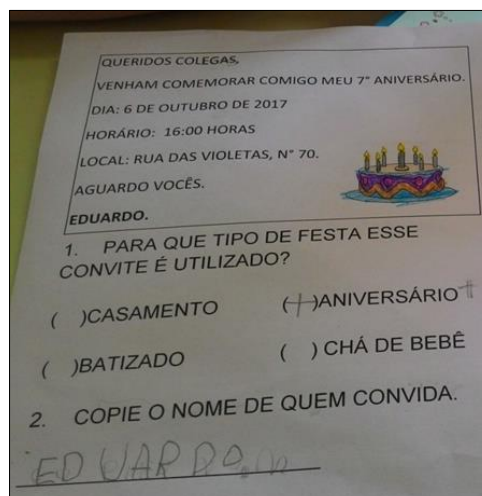 QUERIDOS COLEGAS,
VENHAM COMEMORAR COMIGO MEU 7° ANIVERSÁRIO.
DIA: 6 DE OUTUBRO DE 2017
HORÁRIO: 16:00 HORAS
LOCAL: RUA DAS VIOLETAS, N° 70.
AGUARDO VOCÊS.
EDUARDO.
1. PARA QUE TIPO DE FESTA ESSE
CONVITE É UTILIZADO?
( )CASAMENTO (+)ANIVERSÁRIO
( )BATIZADO ( ) CHÁ DE BEBÊ
2. COPIE O NOME DE QUEM CONVIDA.
EDUARDO.